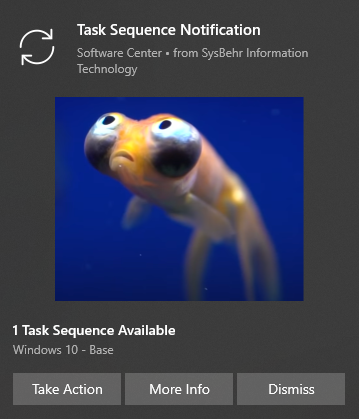 Task Sequence Notification
Software Center • from SysBehr Information
Technology
1 Task Sequence Available
Windows 10 - Base
Take Action
More Info
Dismiss